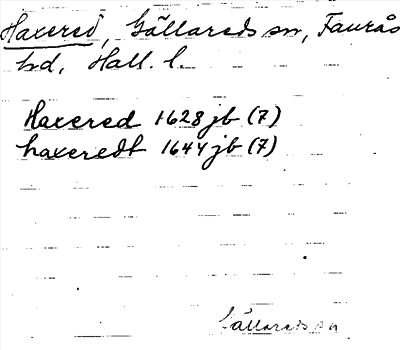 Haxered, Gällareds sn, Faurås
hd, Hall. l.
Haxered 1628 jb (7)
haxeredt 1644 jb (7)
Gällareds sn